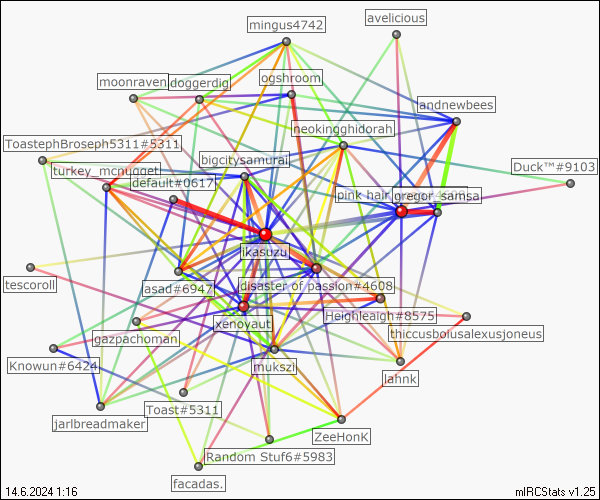 mingus4742
avelicious
moonraven
doggerdig
ogshroom
andnewbees
neokingghidorah
ToastephBroseph5311#5311
bigcitysamurai
Duck™#9103
turkey_mcnugget
default#0617
pink hair
gregor_samsa
ikasuzu
tescoroll
asad#6947
disaster of passion#4608
xenoyaut
Heighleaigh#8575
gazpachoman
thiccusbolusalexusjoneus
Knowun#6424
mukszi
lahnk
Toast#5311
jarlbreadmaker
ZeeHonK
Random Stuf6#5983
facadas.
14.6.2024 1:16
mIRCStats v1.25